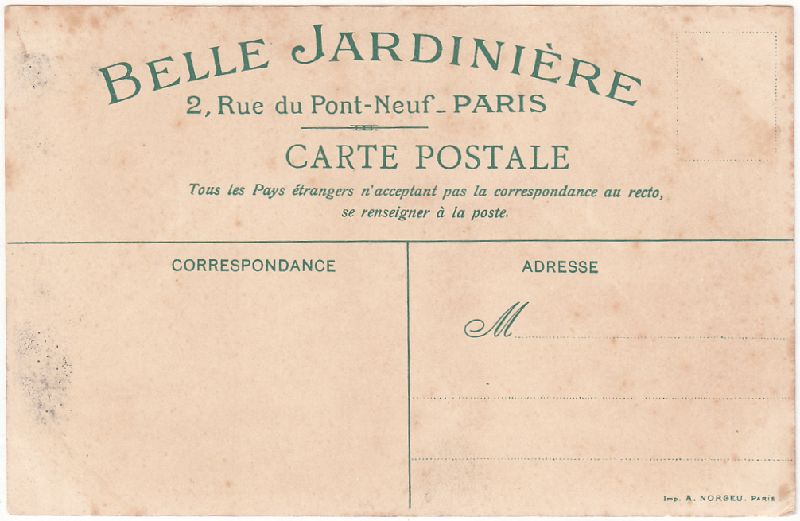 BELLE JARDINIÈRE
2, Rue du Pont-Neuf_PARIS
CARTE POSTALE
Tous les Pays étrangers n'acceptant pas la correspondance au recto,
se renseigner à la poste.
CORRESPONDANCE
ADRESSE
M
Imp. A. NORGEU, PARIS